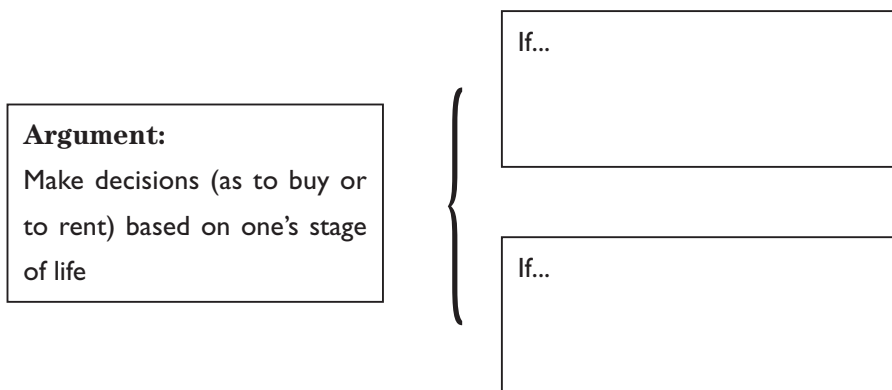 If...
Argument:
Make decisions (as to buy or
to rent) based on one's stage
of life
If...